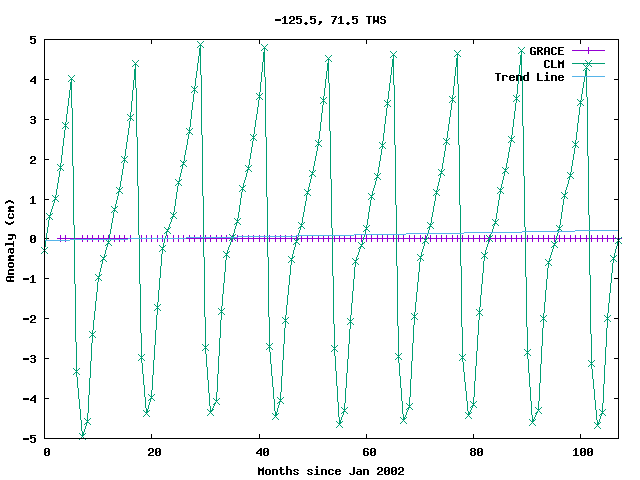 -125.5, 71.5 TWS
GRACE
CLM
Trend Line
5
4
3
2
1
0
-1
-2
-3
-4
-5
Anomaly (cm)
0 20 40 60 80 100
Months since Jan 2002